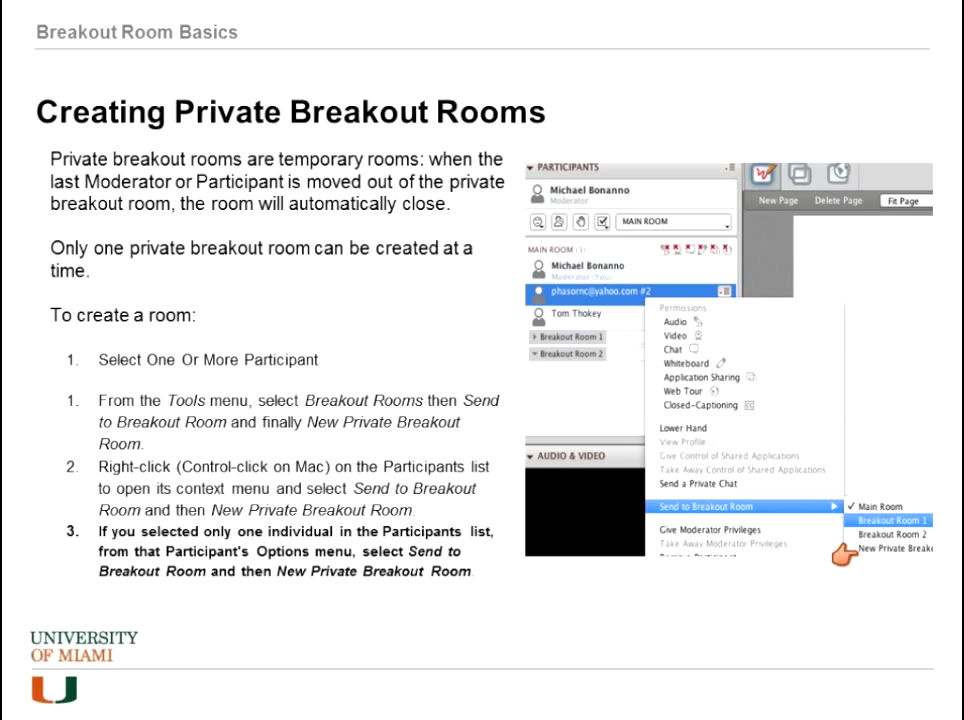 Breakout Room Basics
Creating Private Breakout Rooms
Private breakout rooms are temporary rooms: when the
last Moderator or Participant is moved out of the private
breakout room, the room will automatically close.
Only one private breakout room can be created at a
time.
To create a room:
1. Select One Or More Participant
1. From the Tools menu, select Breakout Rooms then Send
to Breakout Room and finally New Private Breakout
Room.
2. Right-click (Control-click on Mac) on the Participants list
to open its context menu and select Send to Breakout
Room and then New Private Breakout Room.
3. If you selected only one individual in the Participants list,
from that Participant's Options menu, select Send to
Breakout Room and then New Private Breakout Room.
PARTICIPANTS
Michael Bonanno
Moderator
MAIN ROOM
MAIN ROOM
Michael Bonanno
Moderator (You)
phasornc@yahoo.com #2
Tom Thokey
Breakout Room 1
Breakout Room 2
AUDIO & VIDEO
New Page Delete Page Fit Page
Permissions
Audio
Video
Chat
Whiteboard
Application Sharing
Web Tour
Closed-Captioning
Lower Hand
View Profile...
Give Control of Shared Applications
Take Away Control of Shared Applications
Send a Private Chat
Send to Breakout Room
Give Moderator Privileges
Take Away Moderator Privileges
Main Room
Breakout Room 1
Breakout Room 2
New Private Breako
UNIVERSITY
OF MIAMI
U